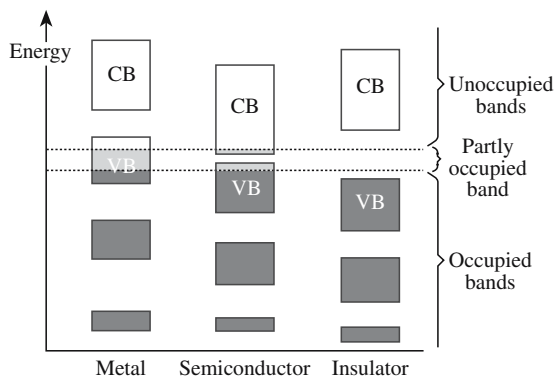 Energy
CB
CB
CB
Unoccupied
bands
VB
VB
VB
Partly
occupied
band
Occupied
bands
Metal
Semiconductor
Insulator